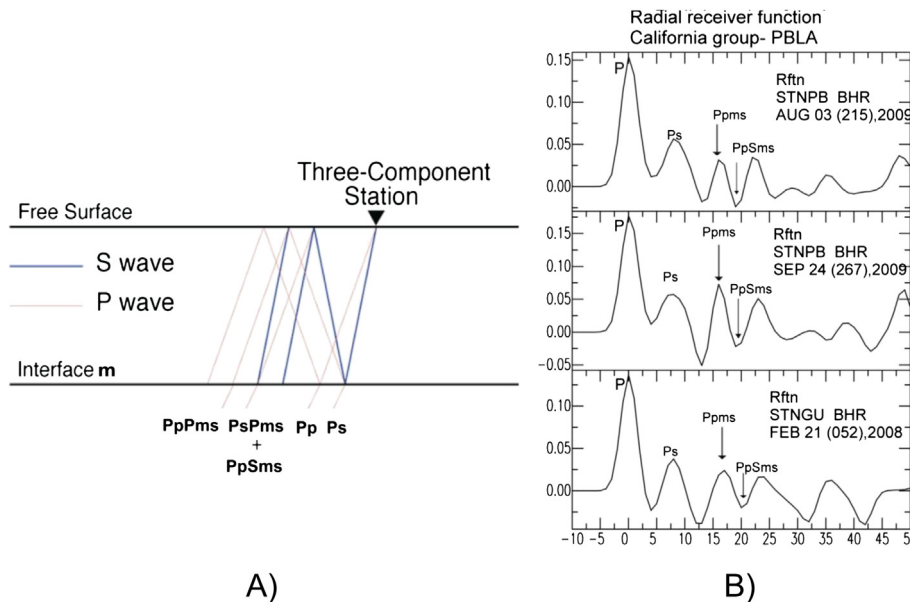 Three-Component
Station
Free Surface
S wave
P wave
Interface m
PpPms PsPms Pp Ps
+
PpSms
A)
Radial receiver function
California group- PBLA
0.15
0.10
0.05
0.00
P
Ps
Ppms
PpSms
Rftn
STNPB BHR
AUG 03 (215),2009
0.15
0.10
0.05
0.00
-0.05
P
Ps
Ppms
PpSms
Rftn
STNPB BHR
SEP 24 (267),2009
0.10
0.05
0.00
P
Ps
Ppms
PpSms
Rftn
STNGU BHR
FEB 21 (052),2008
-10 -5 0 5 10 15 20 25 30 35 40 45
B)